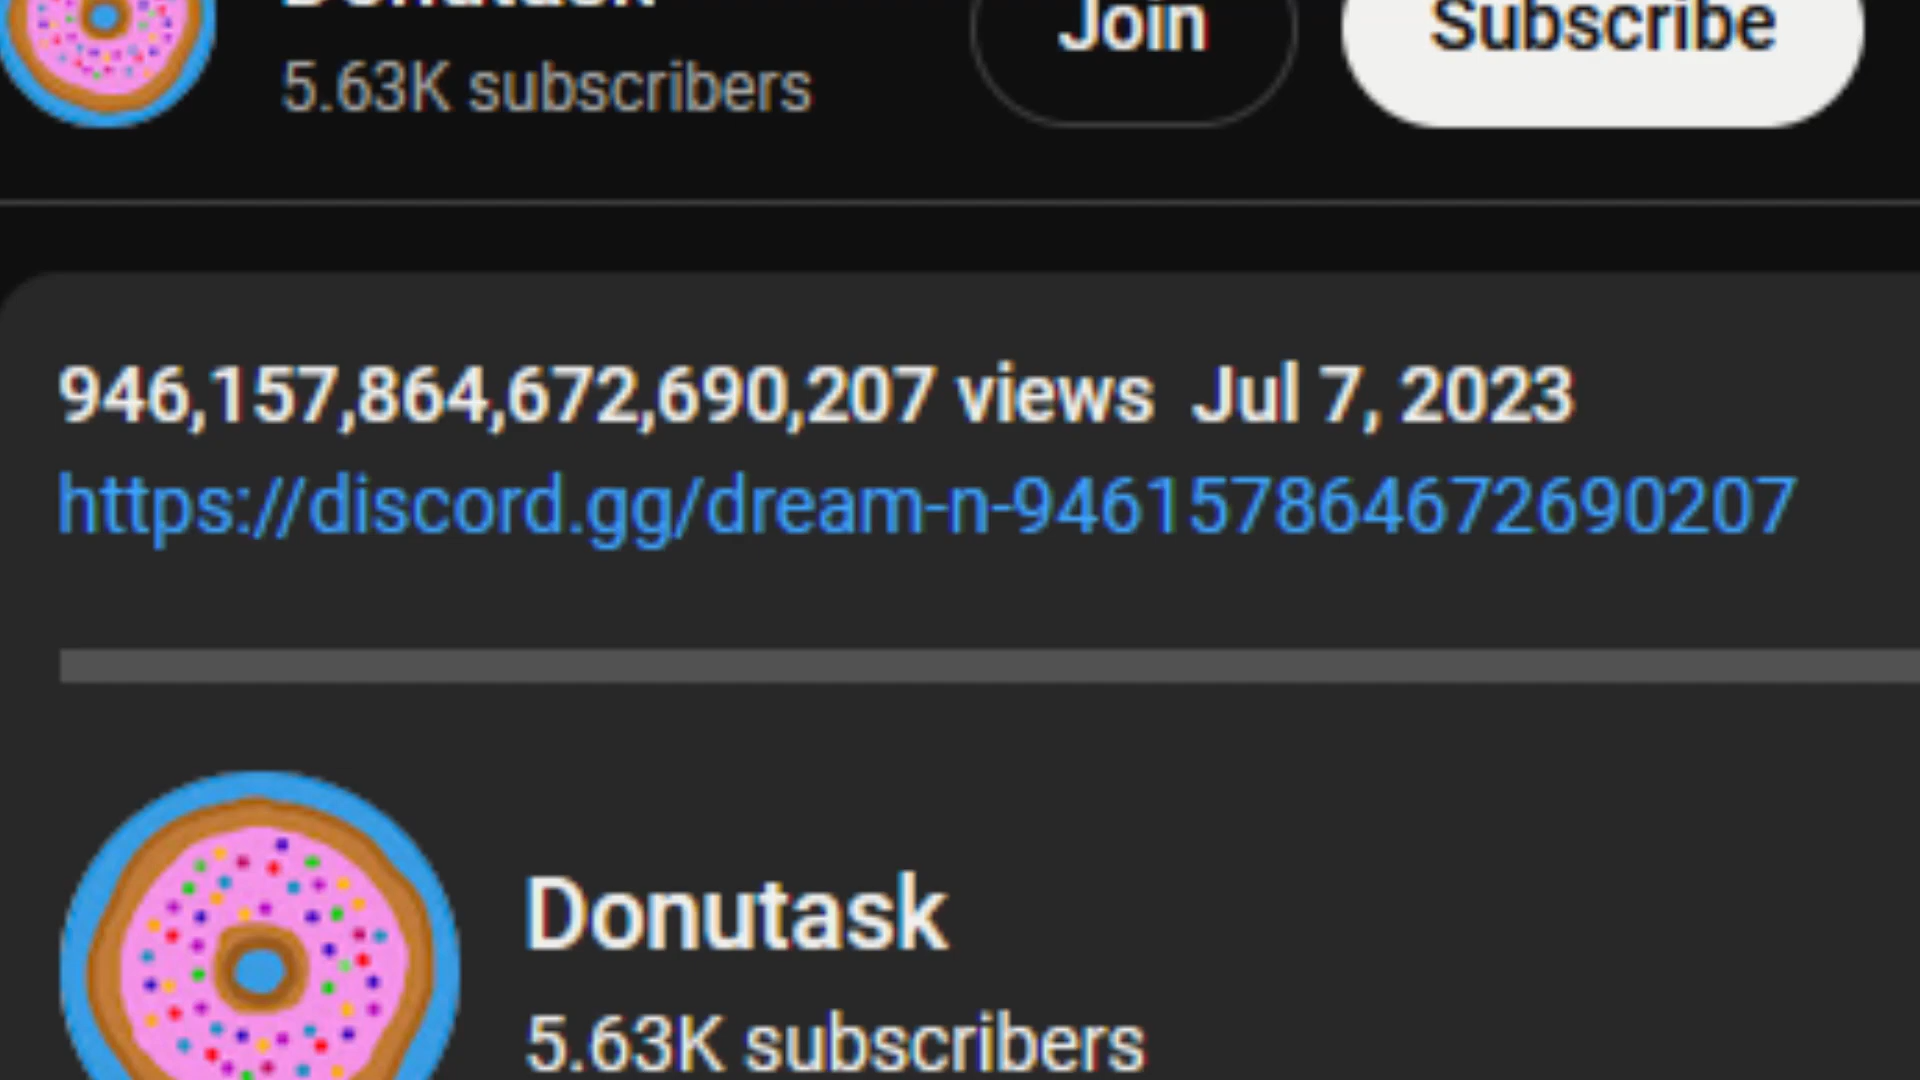 Donutask
Join
Subscribe
5.63K subscribers
946,157,864,672,690,207 views Jul 7, 2023
https://discord.gg/dream-n-946157864672690207
Donutask
5.63K subscribers